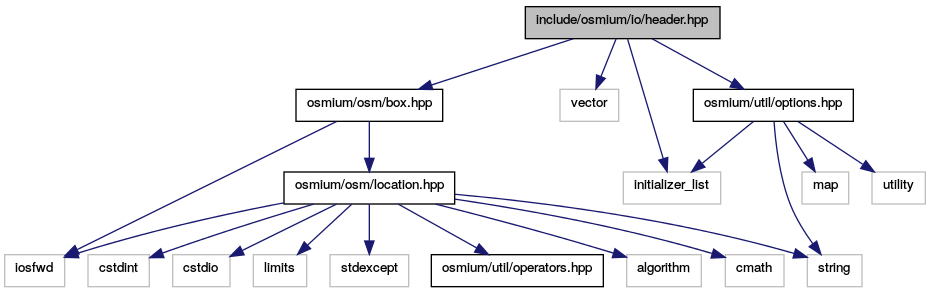 include/osmium/io/header.hpp
osmium/osm/box.hpp
vector
osmium/util/options.hpp
osmium/osm/location.hpp
initializer_list
map
utility
iosfwd
cstdint
cstdio
limits
stdexcept
osmium/util/operators.hpp
algorithm
cmath
string